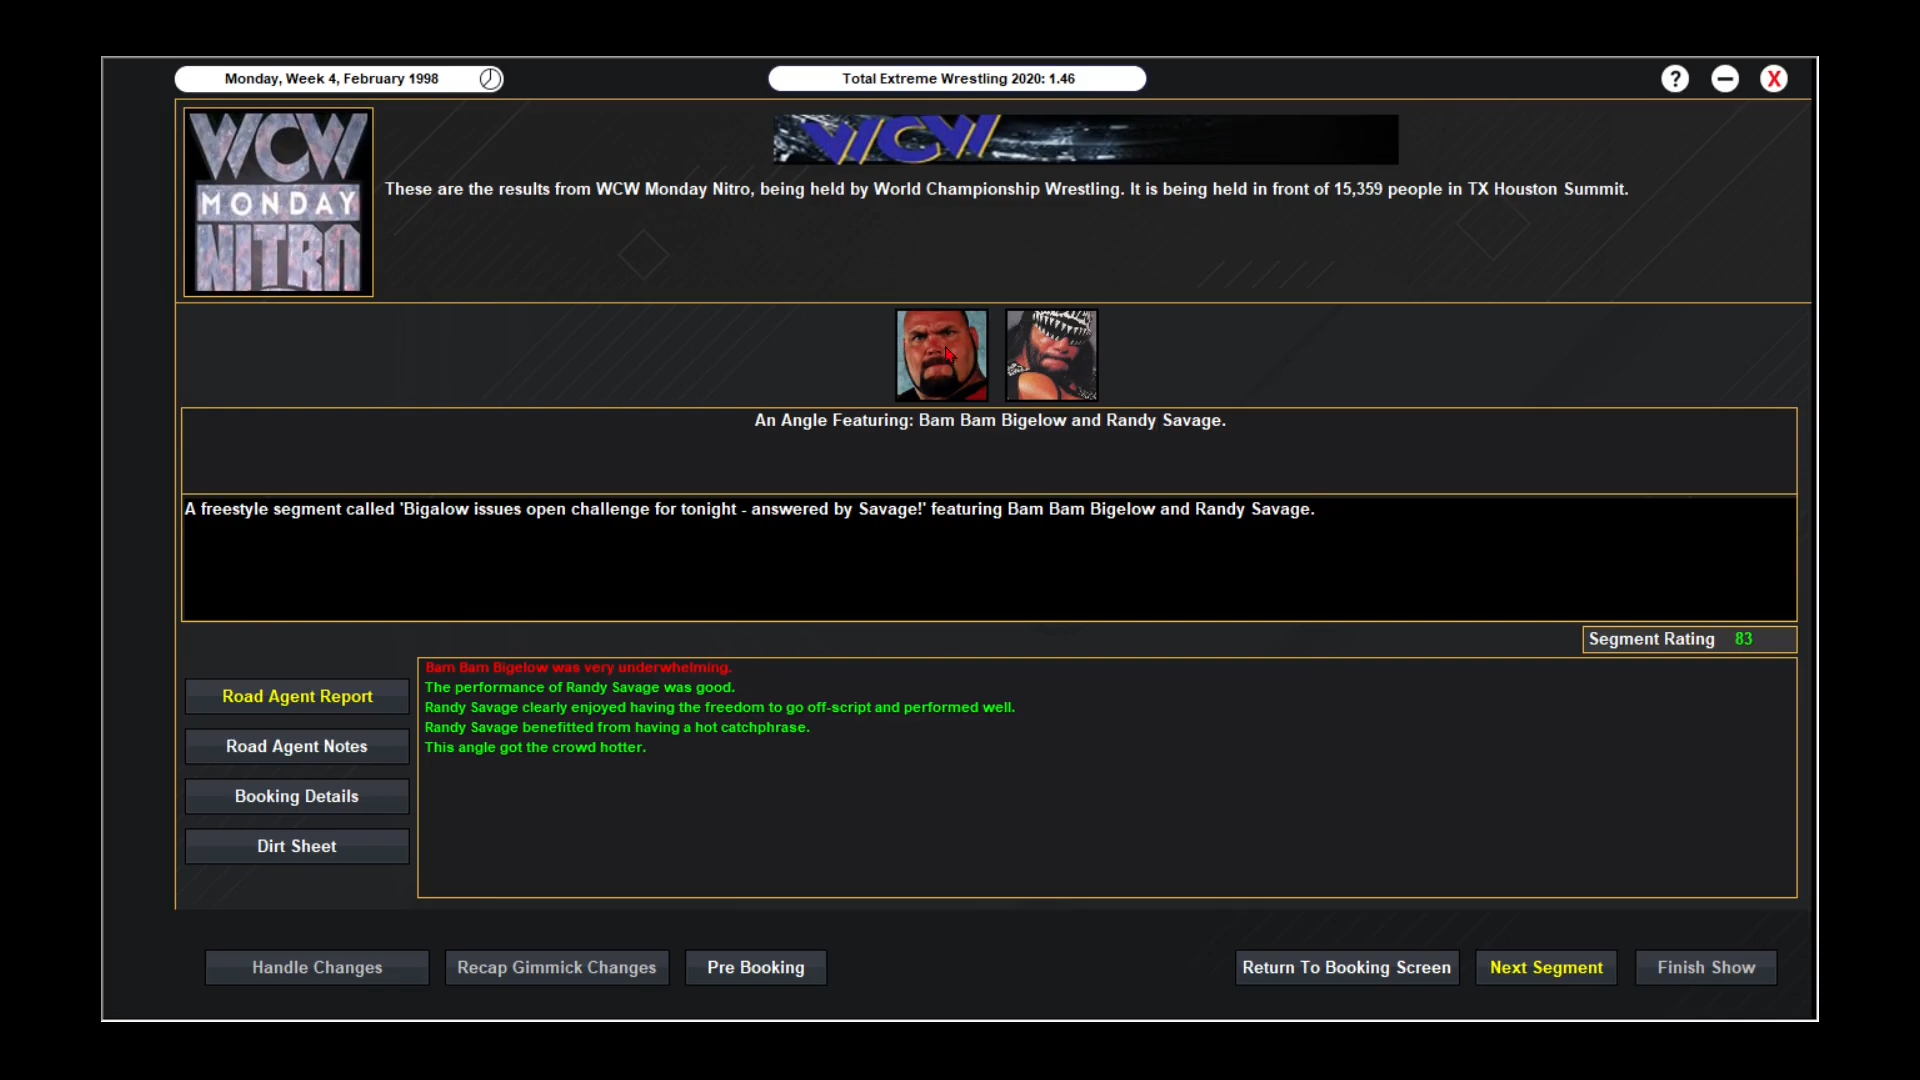 Monday, Week 4, February 1998
Total Extreme Wrestling 2020: 1.46
?
X
WCW
MONDAY
NITRO
WCW
These are the results from WCW Monday Nitro, being held by World Championship Wrestling. It is being held in front of 15,359 people in TX Houston Summit.
An Angle Featuring: Bam Bam Bigelow and Randy Savage.
A freestyle segment called 'Bigalow issues open challenge for tonight - answered by Savage!' featuring Bam Bam Bigelow and Randy Savage.
Segment Rating 83
Road Agent Report
Road Agent Notes
Booking Details
Dirt Sheet
Bam Bam Bigelow was very underwhelming.
The performance of Randy Savage was good.
Randy Savage clearly enjoyed having the freedom to go off-script and performed well.
Randy Savage benefitted from having a hot catchphrase.
This angle got the crowd hotter.
Handle Changes
Recap Gimmick Changes
Pre Booking
Return To Booking Screen
Next Segment
Finish Show